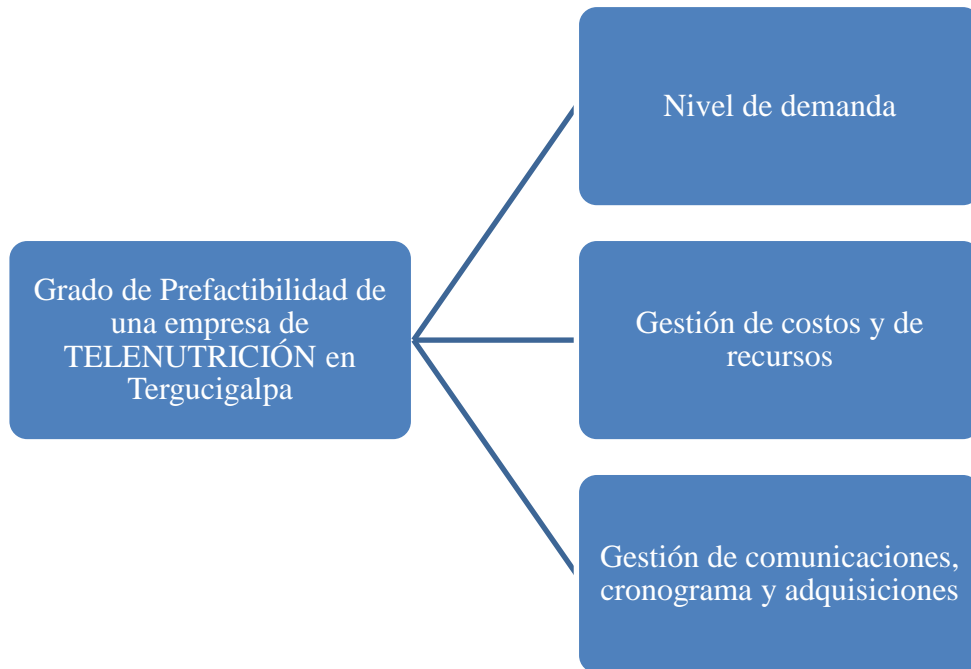 Nivel de demanda
Grado de Prefactibilidad de
una empresa de
TELENUTRICIÓN en
Tergucigalpa
Gestión de costos y de
recursos
Gestión de comunicaciones,
cronograma y adquisiciones